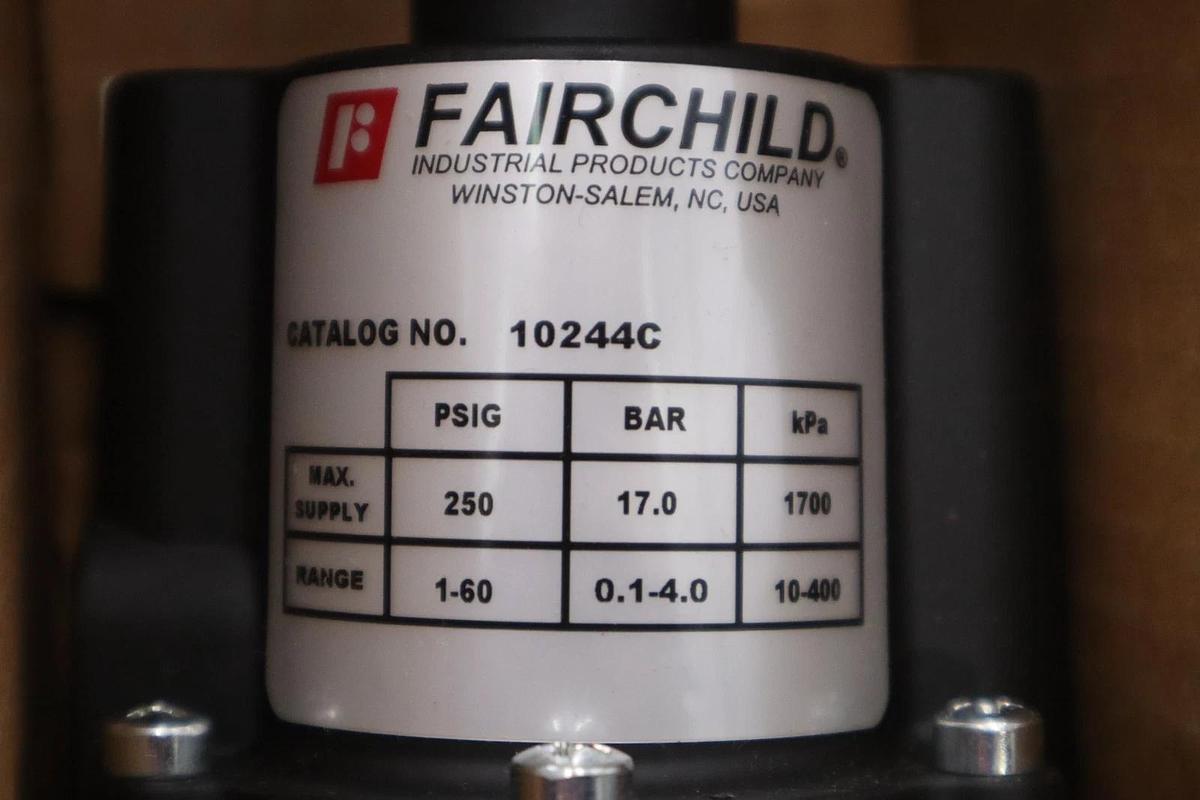 FAIRCHILD®
INDUSTRIAL PRODUCTS COMPANY
WINSTON-SALEM, NC, USA
CATALOG NO. 10244C
PSIG BAR kPa
MAX. SUPPLY 250 17.0 1700
RANGE 1-60 0.1-4.0 10-400